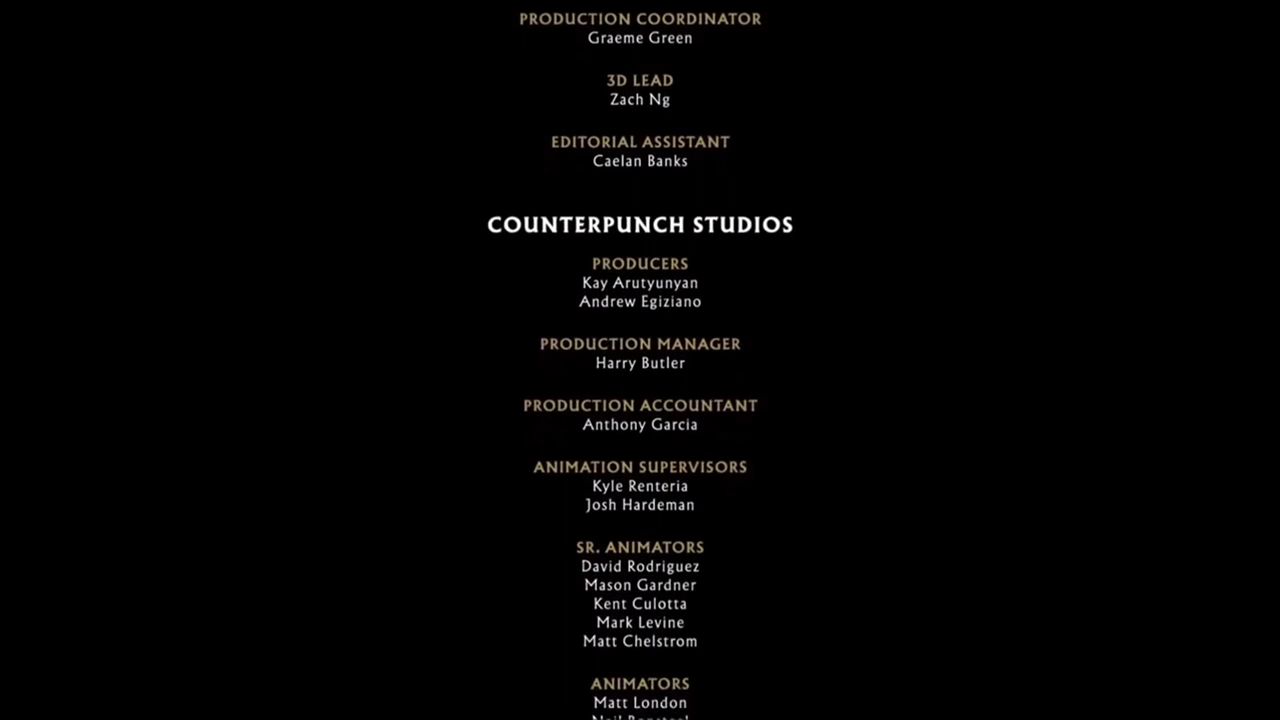 PRODUCTION COORDINATOR
Graeme Green
3D LEAD
Zach Ng
EDITORIAL ASSISTANT
Caelan Banks
COUNTERPUNCH STUDIOS
PRODUCERS
Kay Arutyunyan
Andrew Egiziano
PRODUCTION MANAGER
Harry Butler
PRODUCTION ACCOUNTANT
Anthony Garcia
ANIMATION SUPERVISORS
Kyle Renteria
Josh Hardeman
SR. ANIMATORS
David Rodriguez
Mason Gardner
Kent Culotta
Mark Levine
Matt Chelstrom
ANIMATORS
Matt London